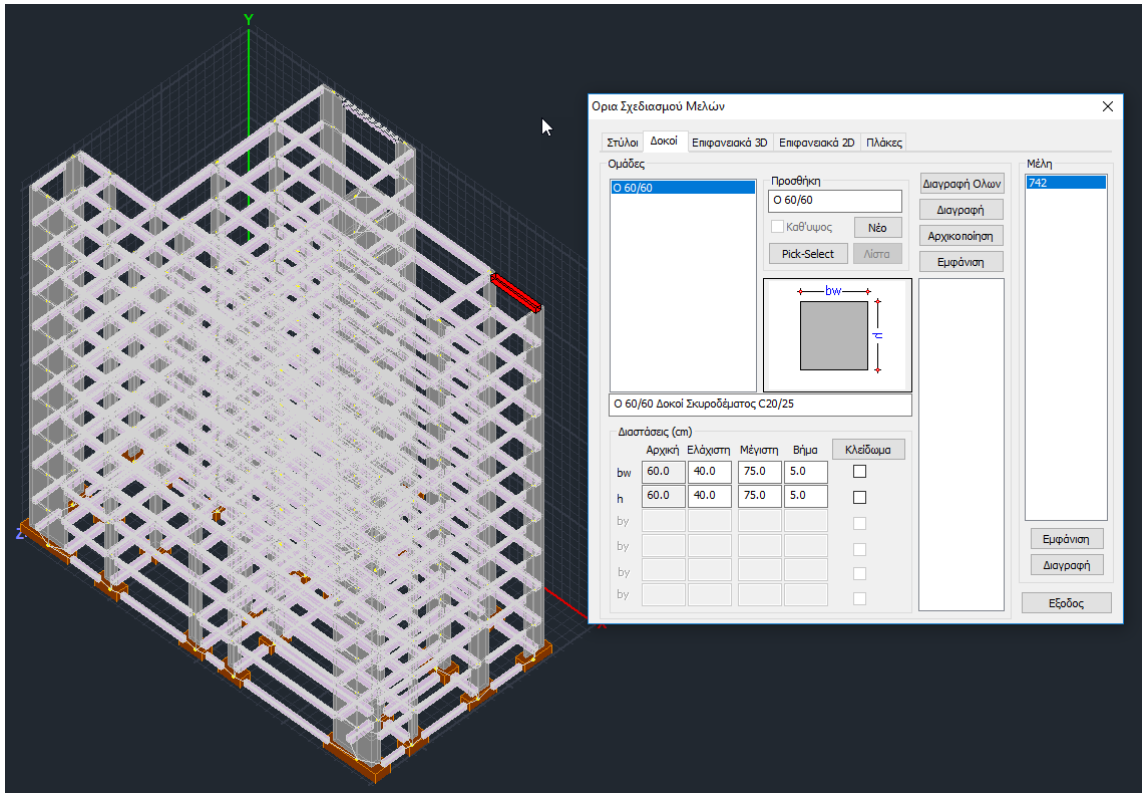 Y
Z
X
Ορια Σχεδιασμού Μελών
Στύλοι Δοκοί Επιφανειακά 3D Επιφανειακά 2D Πλάκες
Ομάδες
O 60/60
Προσθήκη
O 60/60
Καθ'υψος Νέο
Pick-Select Λίστα
Διαγραφή Ολων
Διαγραφή
Αρχικοποίηση
Εμφάνιση
Μέλη
742
bw
h
O 60/60 Δοκοί Σκυροδέματος C20/25
Διαστάσεις (cm)
Αρχική Ελάχιστη Μέγιστη Βήμα Κλείδωμα
bw 60.0 40.0 75.0 5.0
h 60.0 40.0 75.0 5.0
by
by
by
by
Εμφάνιση
Διαγραφή
Εξοδος